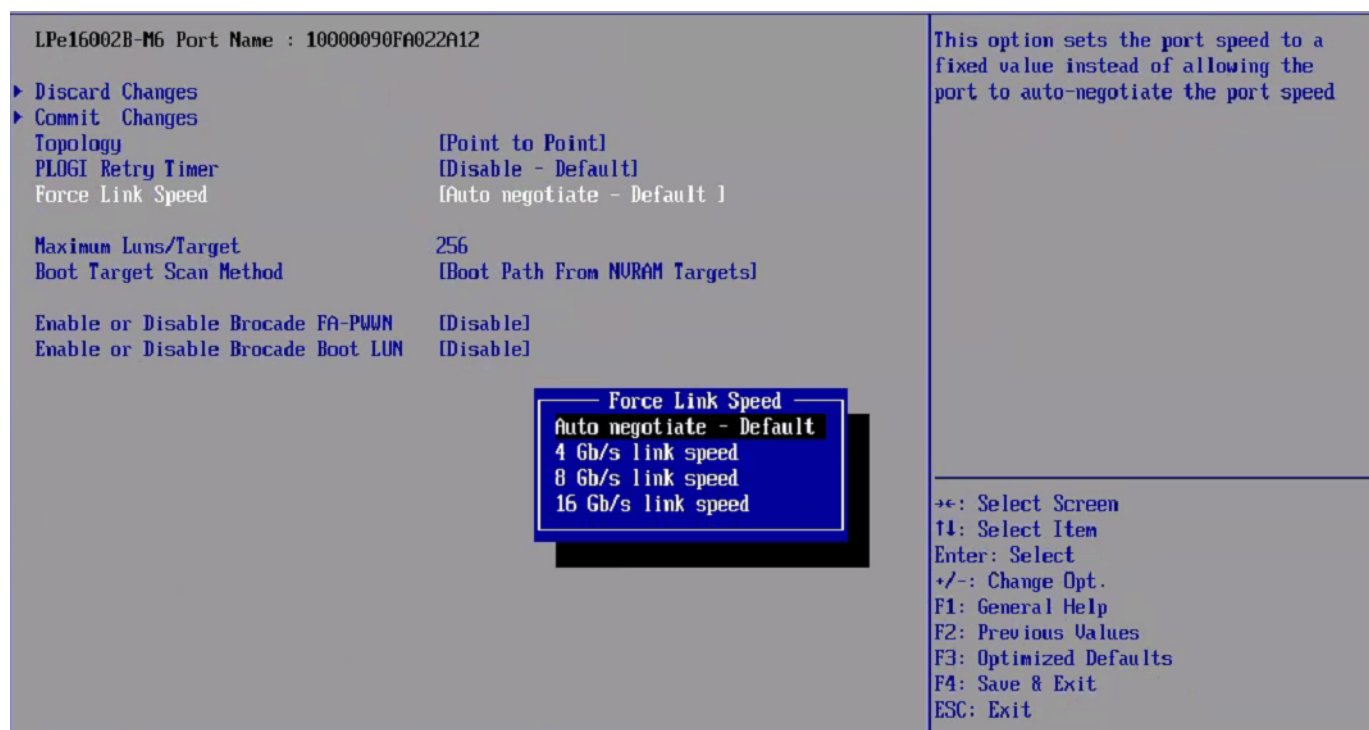 LPe16002B-M6 Port Name : 10000090FA022A12
Discard Changes
Commit Changes
Topology [Point to Point]
PLOGI Retry Timer [Disable - Default]
Force Link Speed [Auto negotiate - Default ]
Maximum Luns/Target 256
Boot Target Scan Method [Boot Path From NVRAM Targets]
Enable or Disable Brocade FA-PWWN [Disable]
Enable or Disable Brocade Boot LUN [Disable]
Force Link Speed
Auto negotiate - Default
4 Gb/s link speed
8 Gb/s link speed
16 Gb/s link speed
This option sets the port speed to a
fixed value instead of allowing the
port to auto-negotiate the port speed
→←: Select Screen
↑↓: Select Item
Enter: Select
+/-: Change Opt.
F1: General Help
F2: Previous Values
F3: Optimized Defaults
F4: Save & Exit
ESC: Exit